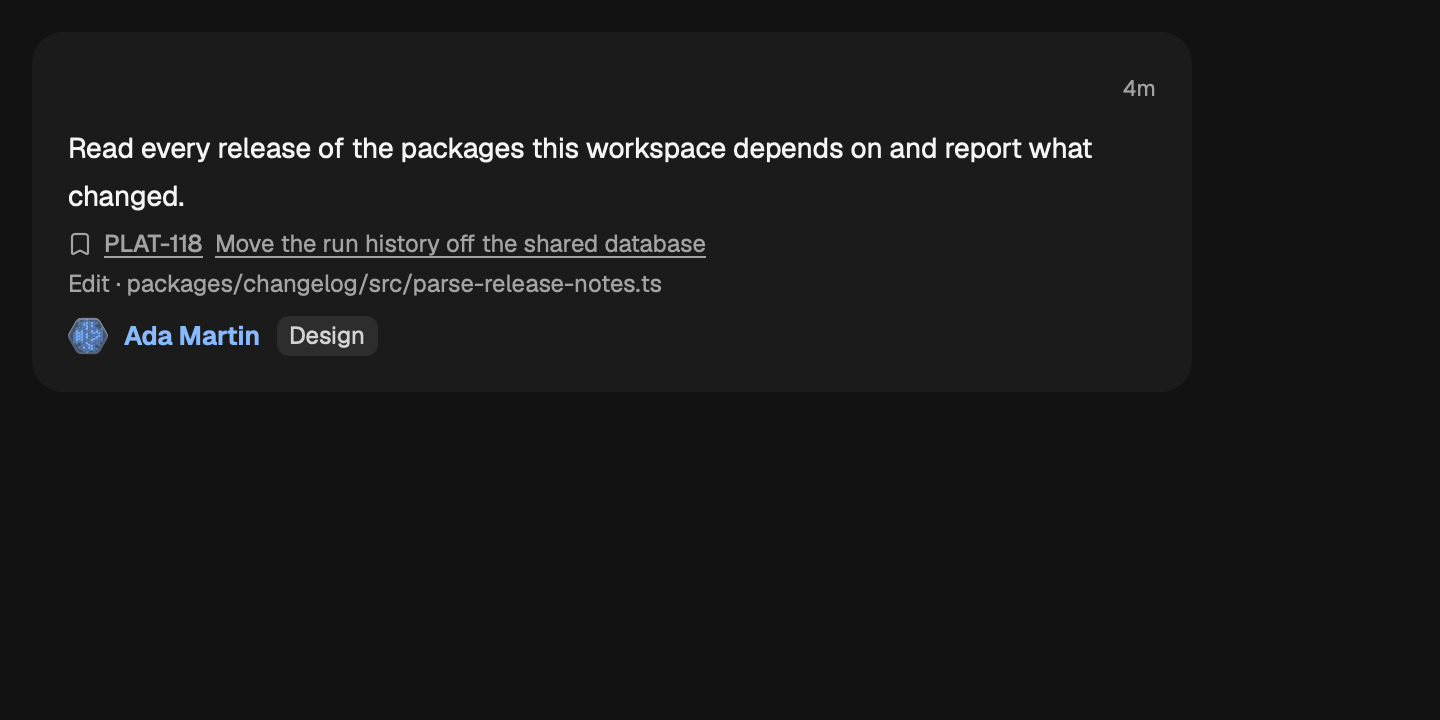 4m
Read every release of the packages this workspace depends on and report what
changed.
PLAT-118 Move the run history off the shared database
Edit · packages/changelog/src/parse-release-notes.ts
Ada Martin Design